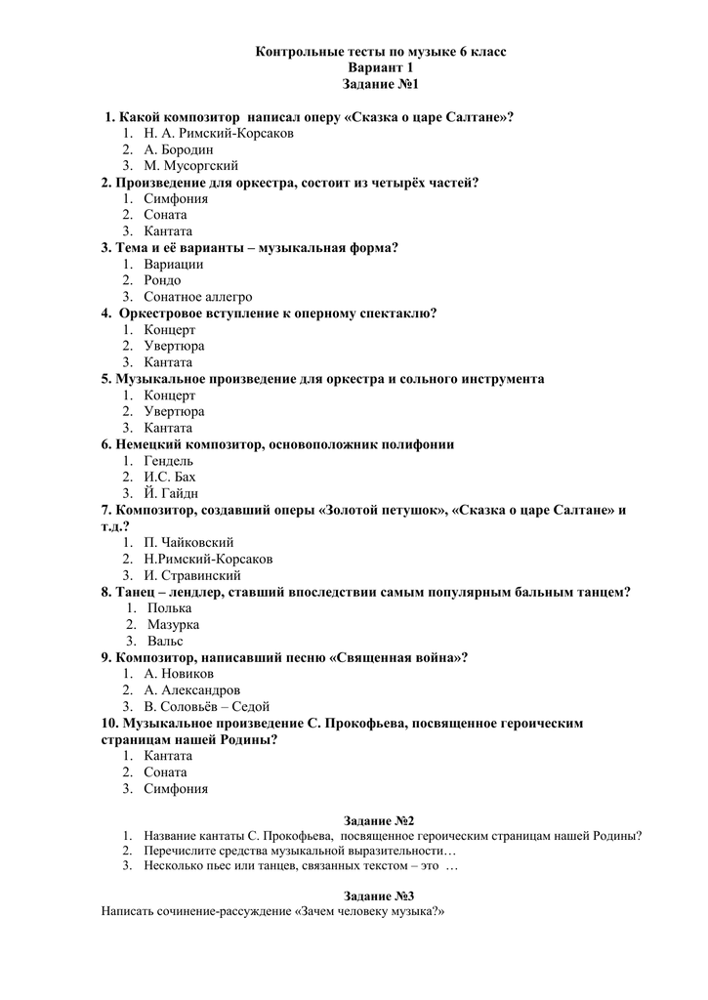 Контрольные тесты по музыке 6 класс
Вариант 1
Задание №1
1. Какой композитор написал оперу «Сказка о царе Салтане»?
1. Н. А. Римский-Корсаков
2. А. Бородин
3. М. Мусоргский
2. Произведение для оркестра, состоит из четырёх частей?
1. Симфония
2. Соната
3. Кантата
3. Тема и её варианты – музыкальная форма?
1. Вариации
2. Рондо
3. Сонатное аллегро
4. Оркестровое вступление к оперному спектаклю?
1. Концерт
2. Увертюра
3. Кантата
5. Музыкальное произведение для оркестра и сольного инструмента
1. Концерт
2. Увертюра
3. Кантата
6. Немецкий композитор, основоположник полифонии
1. Гендель
2. И.С. Бах
3. Й. Гайдн
7. Композитор, создавший оперы «Золотой петушок», «Сказка о царе Салтане» и
т.д.?
1. П. Чайковский
2. Н.Римский-Корсаков
3. И. Стравинский
8. Танец – лендлер, ставший впоследствии самым популярным бальным танцем?
1. Полька
2. Мазурка
3. Вальс
9. Композитор, написавший песню «Священная война»?
1. А. Новиков
2. А. Александров
3. В. Соловьёв – Седой
10. Музыкальное произведение С. Прокофьева, посвященное героическим
страницам нашей Родины?
1. Кантата
2. Соната
3. Симфония
Задание №2
1. Название кантаты С. Прокофьева, посвященное героическим страницам нашей Родины?
2. Перечислите средства музыкальной выразительности…
3. Несколько пьес или танцев, связанных текстом – это …
Задание №3
Написать сочинение-рассуждение «Зачем человеку музыка?»